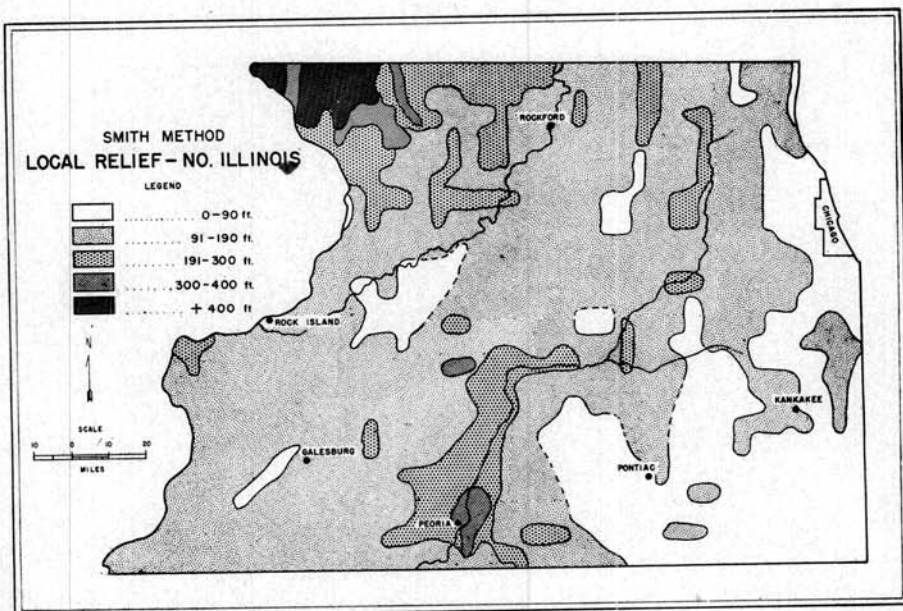 SMITH METHOD
LOCAL RELIEF – NO. ILLINOIS
LEGEND
0-90 ft.
91-190 ft.
191-300 ft.
300-400 ft.
+ 400 ft
N
SCALE
10 0 10 20
MILES
ROCKFORD
CHICAGO
ROCK ISLAND
KANKAKEE
GALESBURG
PONTIAC
PEORIA